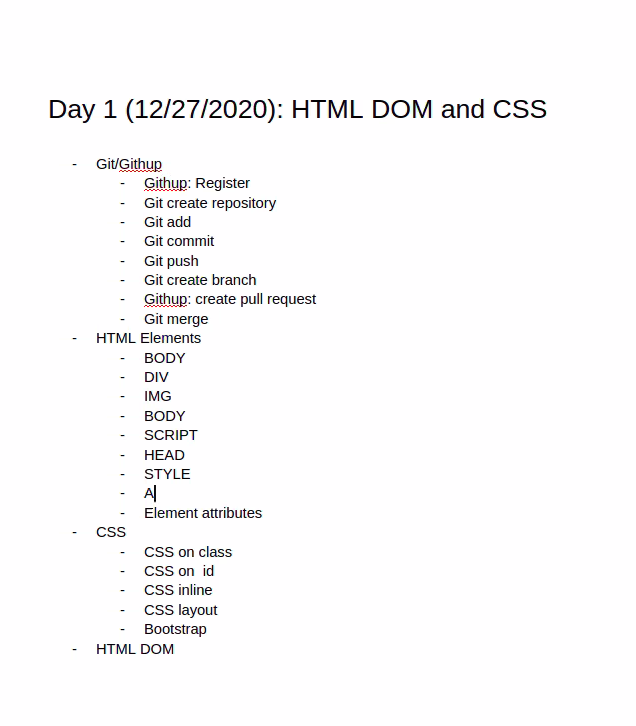 Day 1 (12/27/2020): HTML DOM and CSS
- Git/Githup
- Githup: Register
- Git create repository
- Git add
- Git commit
- Git push
- Git create branch
- Githup: create pull request
- Git merge
- HTML Elements
- BODY
- DIV
- IMG
- BODY
- SCRIPT
- HEAD
- STYLE
- A
- Element attributes
- CSS
- CSS on class
- CSS on  id
- CSS inline
- CSS layout
- Bootstrap
- HTML DOM